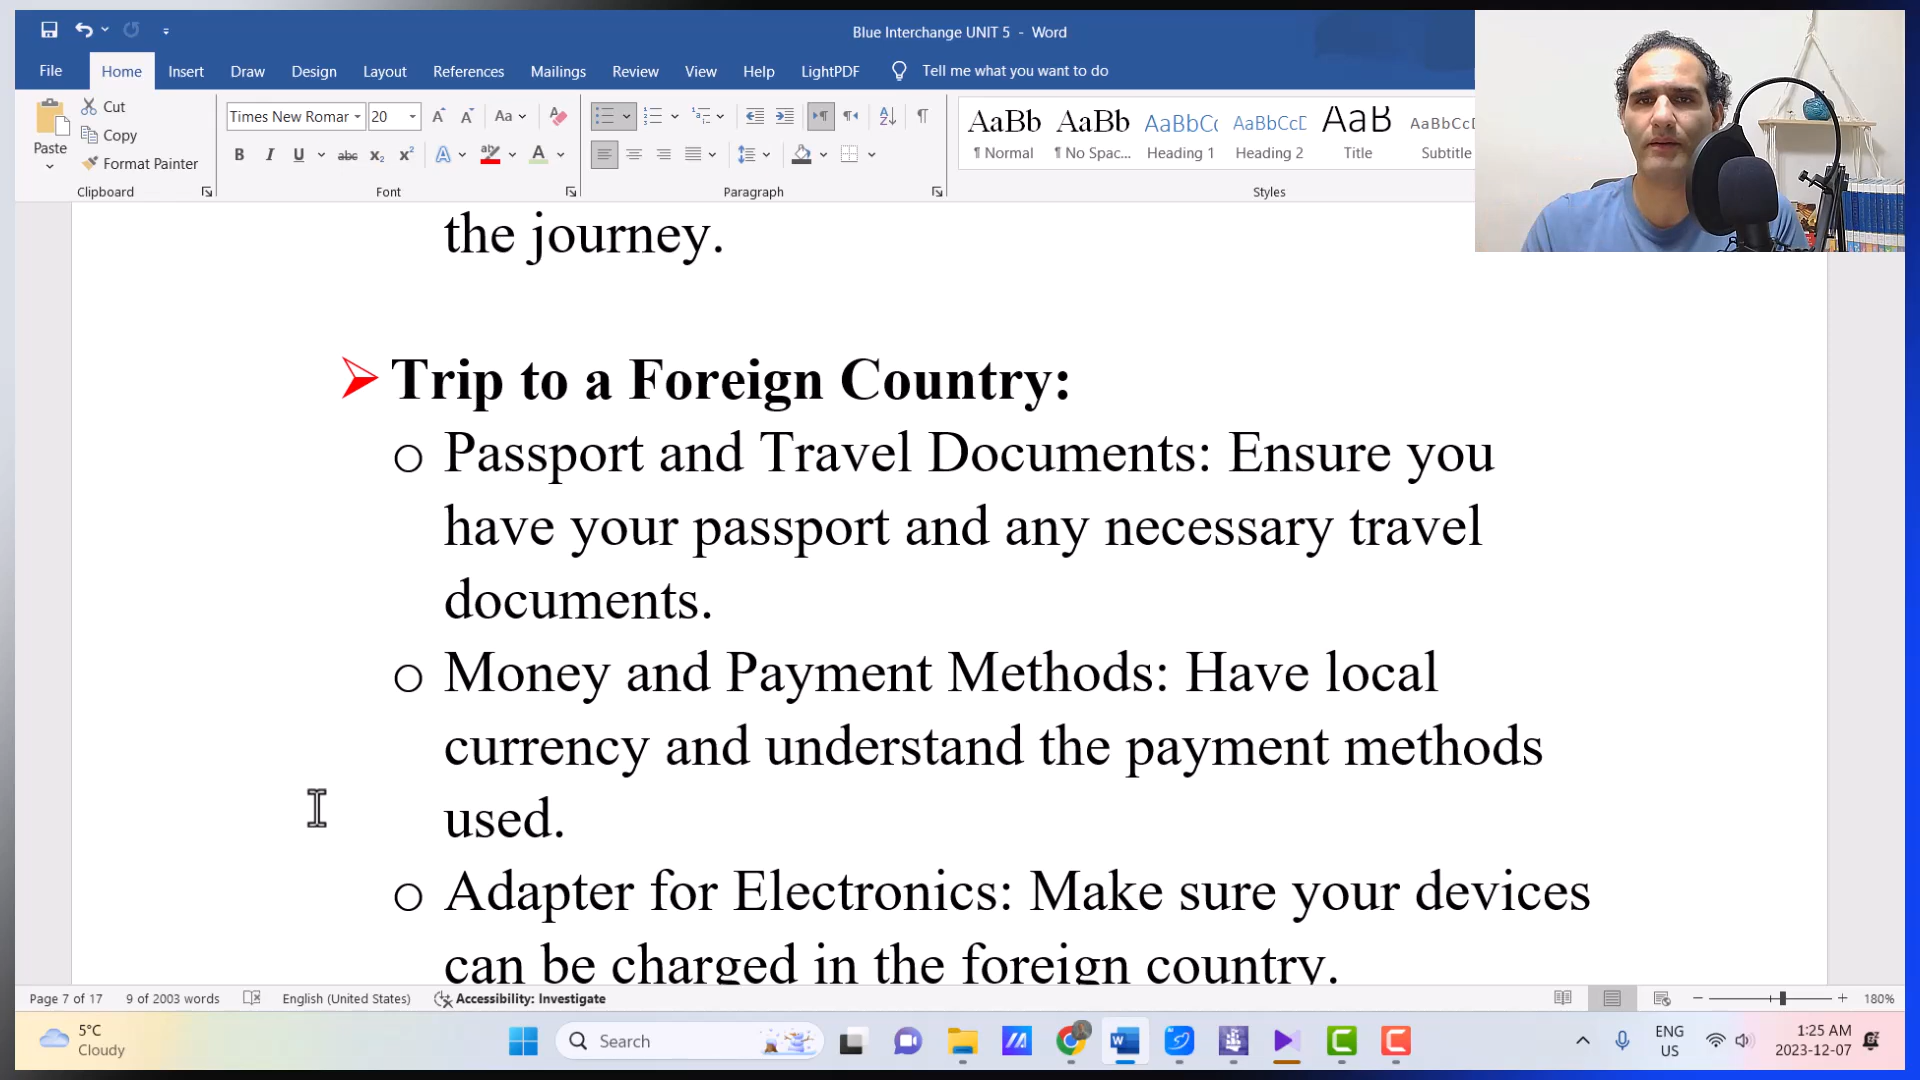 Blue Interchange UNIT 5 - Word
File Home Insert Draw Design Layout References Mailings Review View Help LightPDF Tell me what you want to do
Paste
Cut
Copy
Format Painter
Clipboard
Times New Romar 20
Font
Paragraph
AaBb AaBb AaBbCc AaBbCcD AaB AaBbCcD
¶ Normal ¶ No Spac... Heading 1 Heading 2 Title Subtitle
Styles
the journey.
Trip to a Foreign Country:
o Passport and Travel Documents: Ensure you
have your passport and any necessary travel
documents.
o Money and Payment Methods: Have local
currency and understand the payment methods
used.
o Adapter for Electronics: Make sure your devices
can be charged in the foreign country.
Page 7 of 17 9 of 2003 words English (United States) Accessibility: Investigate 180%
5°C
Cloudy
Search
ENG
US
1:25 AM
2023-12-07